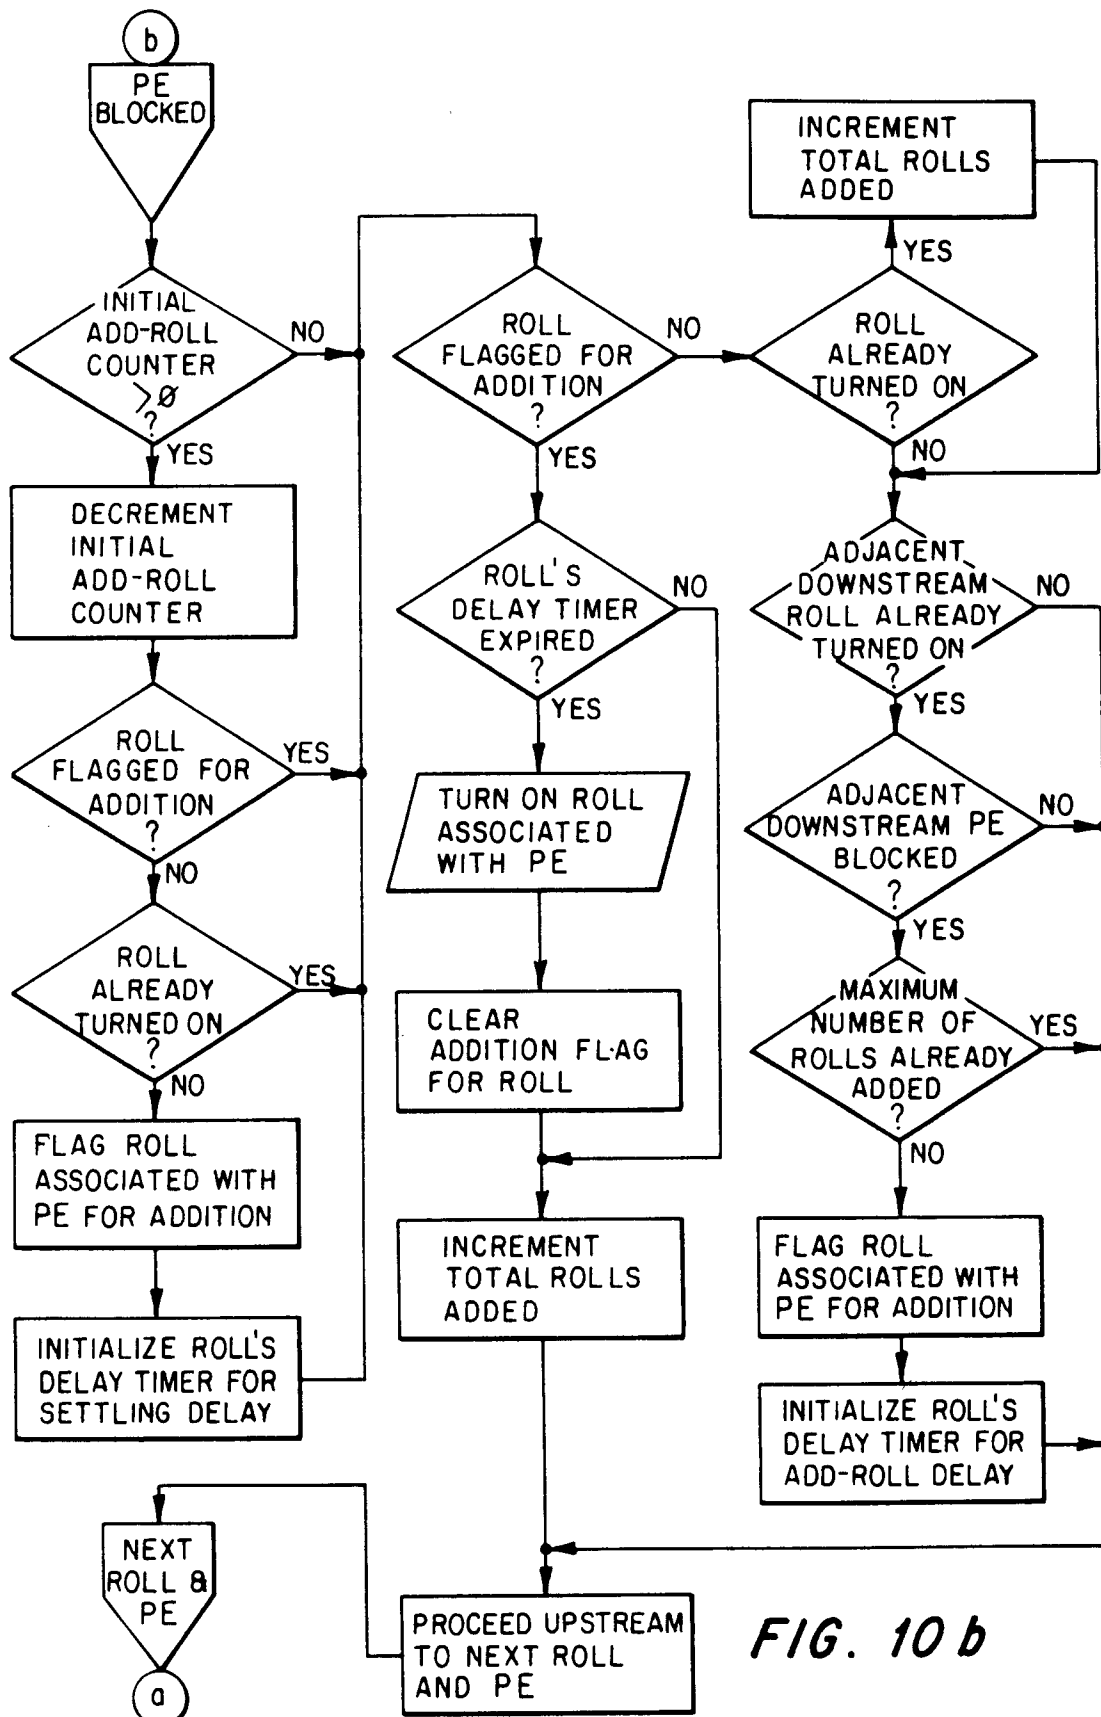 b
PE
BLOCKED
INITIAL
ADD-ROLL
COUNTER
>Ø
?
NO
YES
DECREMENT
INITIAL
ADD-ROLL
COUNTER
ROLL
FLAGGED FOR
ADDITION
?
YES
NO
ROLL
ALREADY
TURNED ON
?
YES
NO
FLAG ROLL
ASSOCIATED WITH
PE FOR ADDITION
INITIALIZE ROLL'S
DELAY TIMER FOR
SETTLING DELAY
ROLL
FLAGGED FOR
ADDITION
?
NO
YES
ROLL'S
DELAY TIMER
EXPIRED
?
NO
YES
TURN ON ROLL
ASSOCIATED
WITH PE
CLEAR
ADDITION FLAG
FOR ROLL
INCREMENT
TOTAL ROLLS
ADDED
INCREMENT
TOTAL ROLLS
ADDED
YES
ROLL
ALREADY
TURNED ON
?
NO
ADJACENT
DOWNSTREAM
ROLL ALREADY
TURNED ON
?
NO
YES
ADJACENT
DOWNSTREAM PE
BLOCKED
?
NO
YES
MAXIMUM
NUMBER OF
ROLLS ALREADY
ADDED
?
YES
NO
FLAG ROLL
ASSOCIATED WITH
PE FOR ADDITION
INITIALIZE ROLL'S
DELAY TIMER FOR
ADD-ROLL DELAY
PROCEED UPSTREAM
TO NEXT ROLL
AND PE
NEXT
ROLL &
PE
a
FIG. 10b